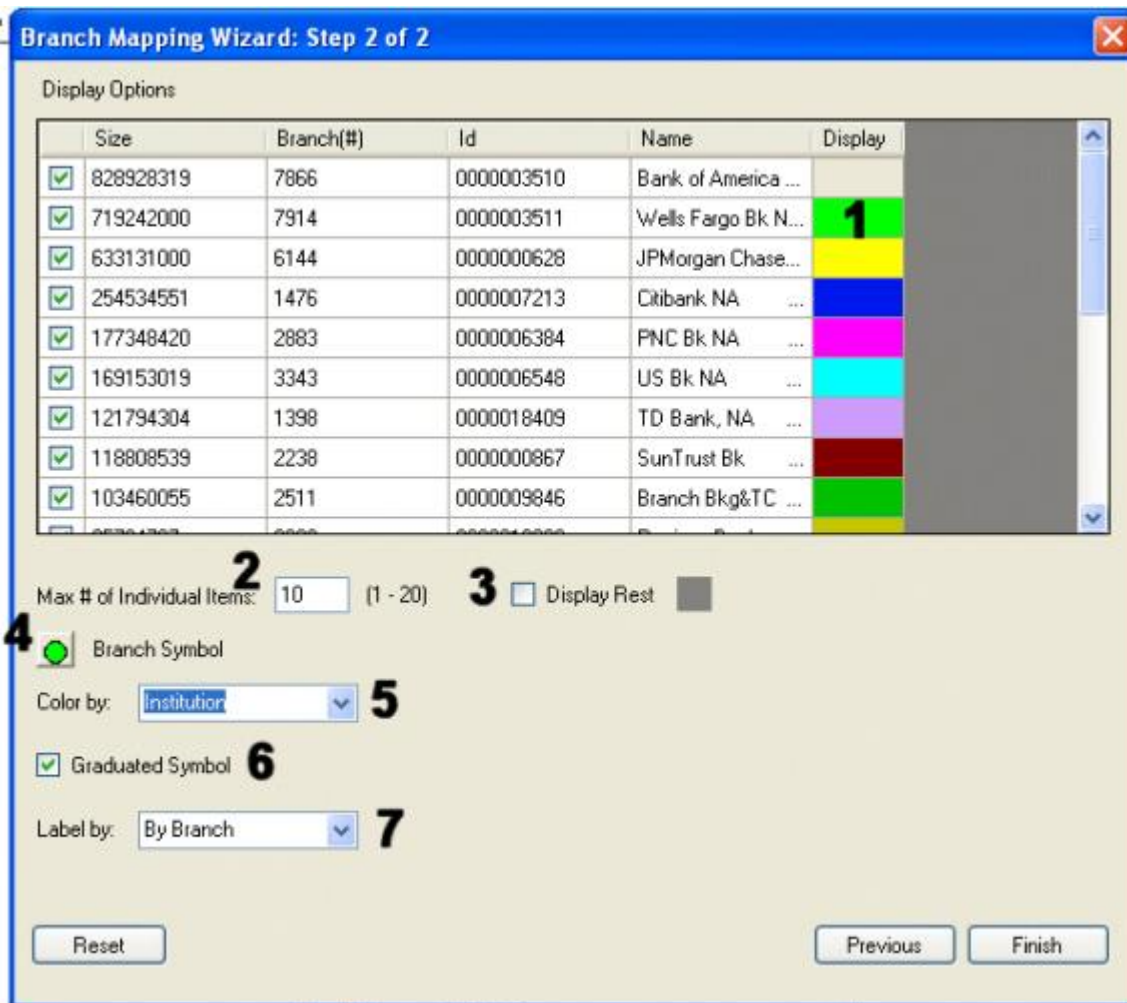 Branch Mapping Wizard: Step 2 of 2
Display Options
Size Branch(#) Id Name Display
828928319 7866 0000003510 Bank of America ...
719242000 7914 0000003511 Wells Fargo Bk N... 1
633131000 6144 0000000628 JPMorgan Chase...
254534551 1476 0000007213 Citibank NA ...
177348420 2883 0000006384 PNC Bk NA ...
169153019 3343 0000006548 US Bk NA ...
121794304 1398 0000018409 TD Bank, NA ...
118808539 2238 0000000867 SunTrust Bk ...
103460055 2511 0000009846 Branch Bkg&TC ...
Max # of Individual Items: 2 10 (1 - 20) 3 Display Rest
4 Branch Symbol
Color by: Institution 5
Graduated Symbol 6
Label by: By Branch 7
Reset Previous Finish